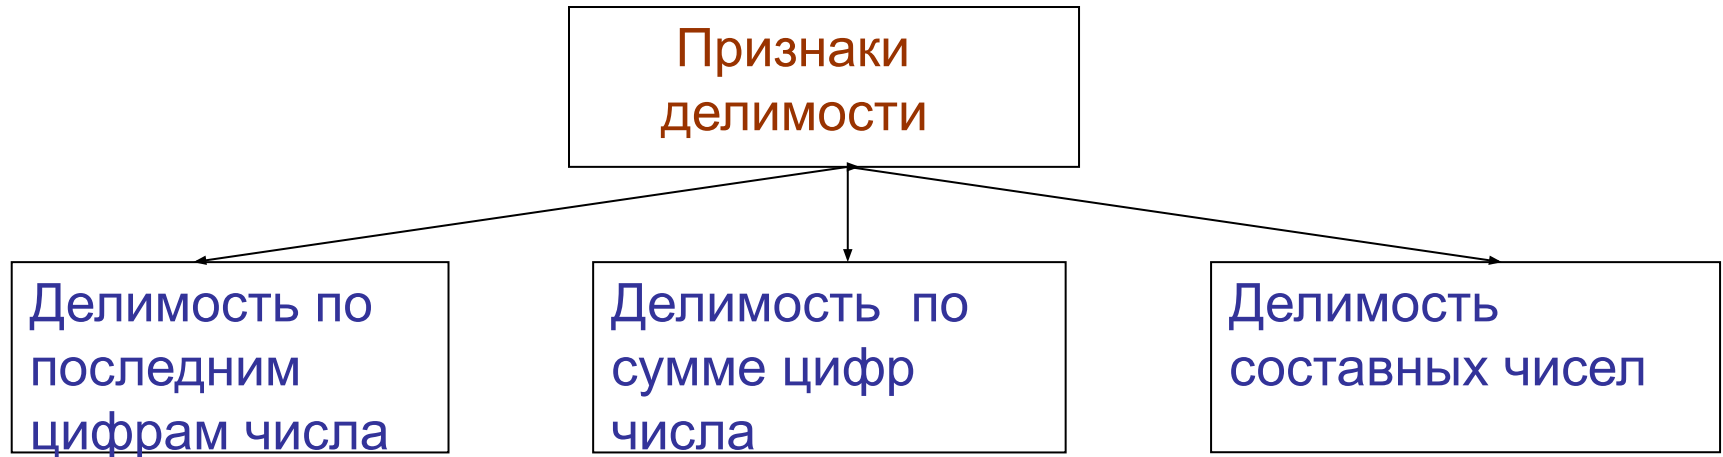 Признаки
делимости
Делимость по
последним
цифрам числа
Делимость по
сумме цифр
числа
Делимость
составных чисел